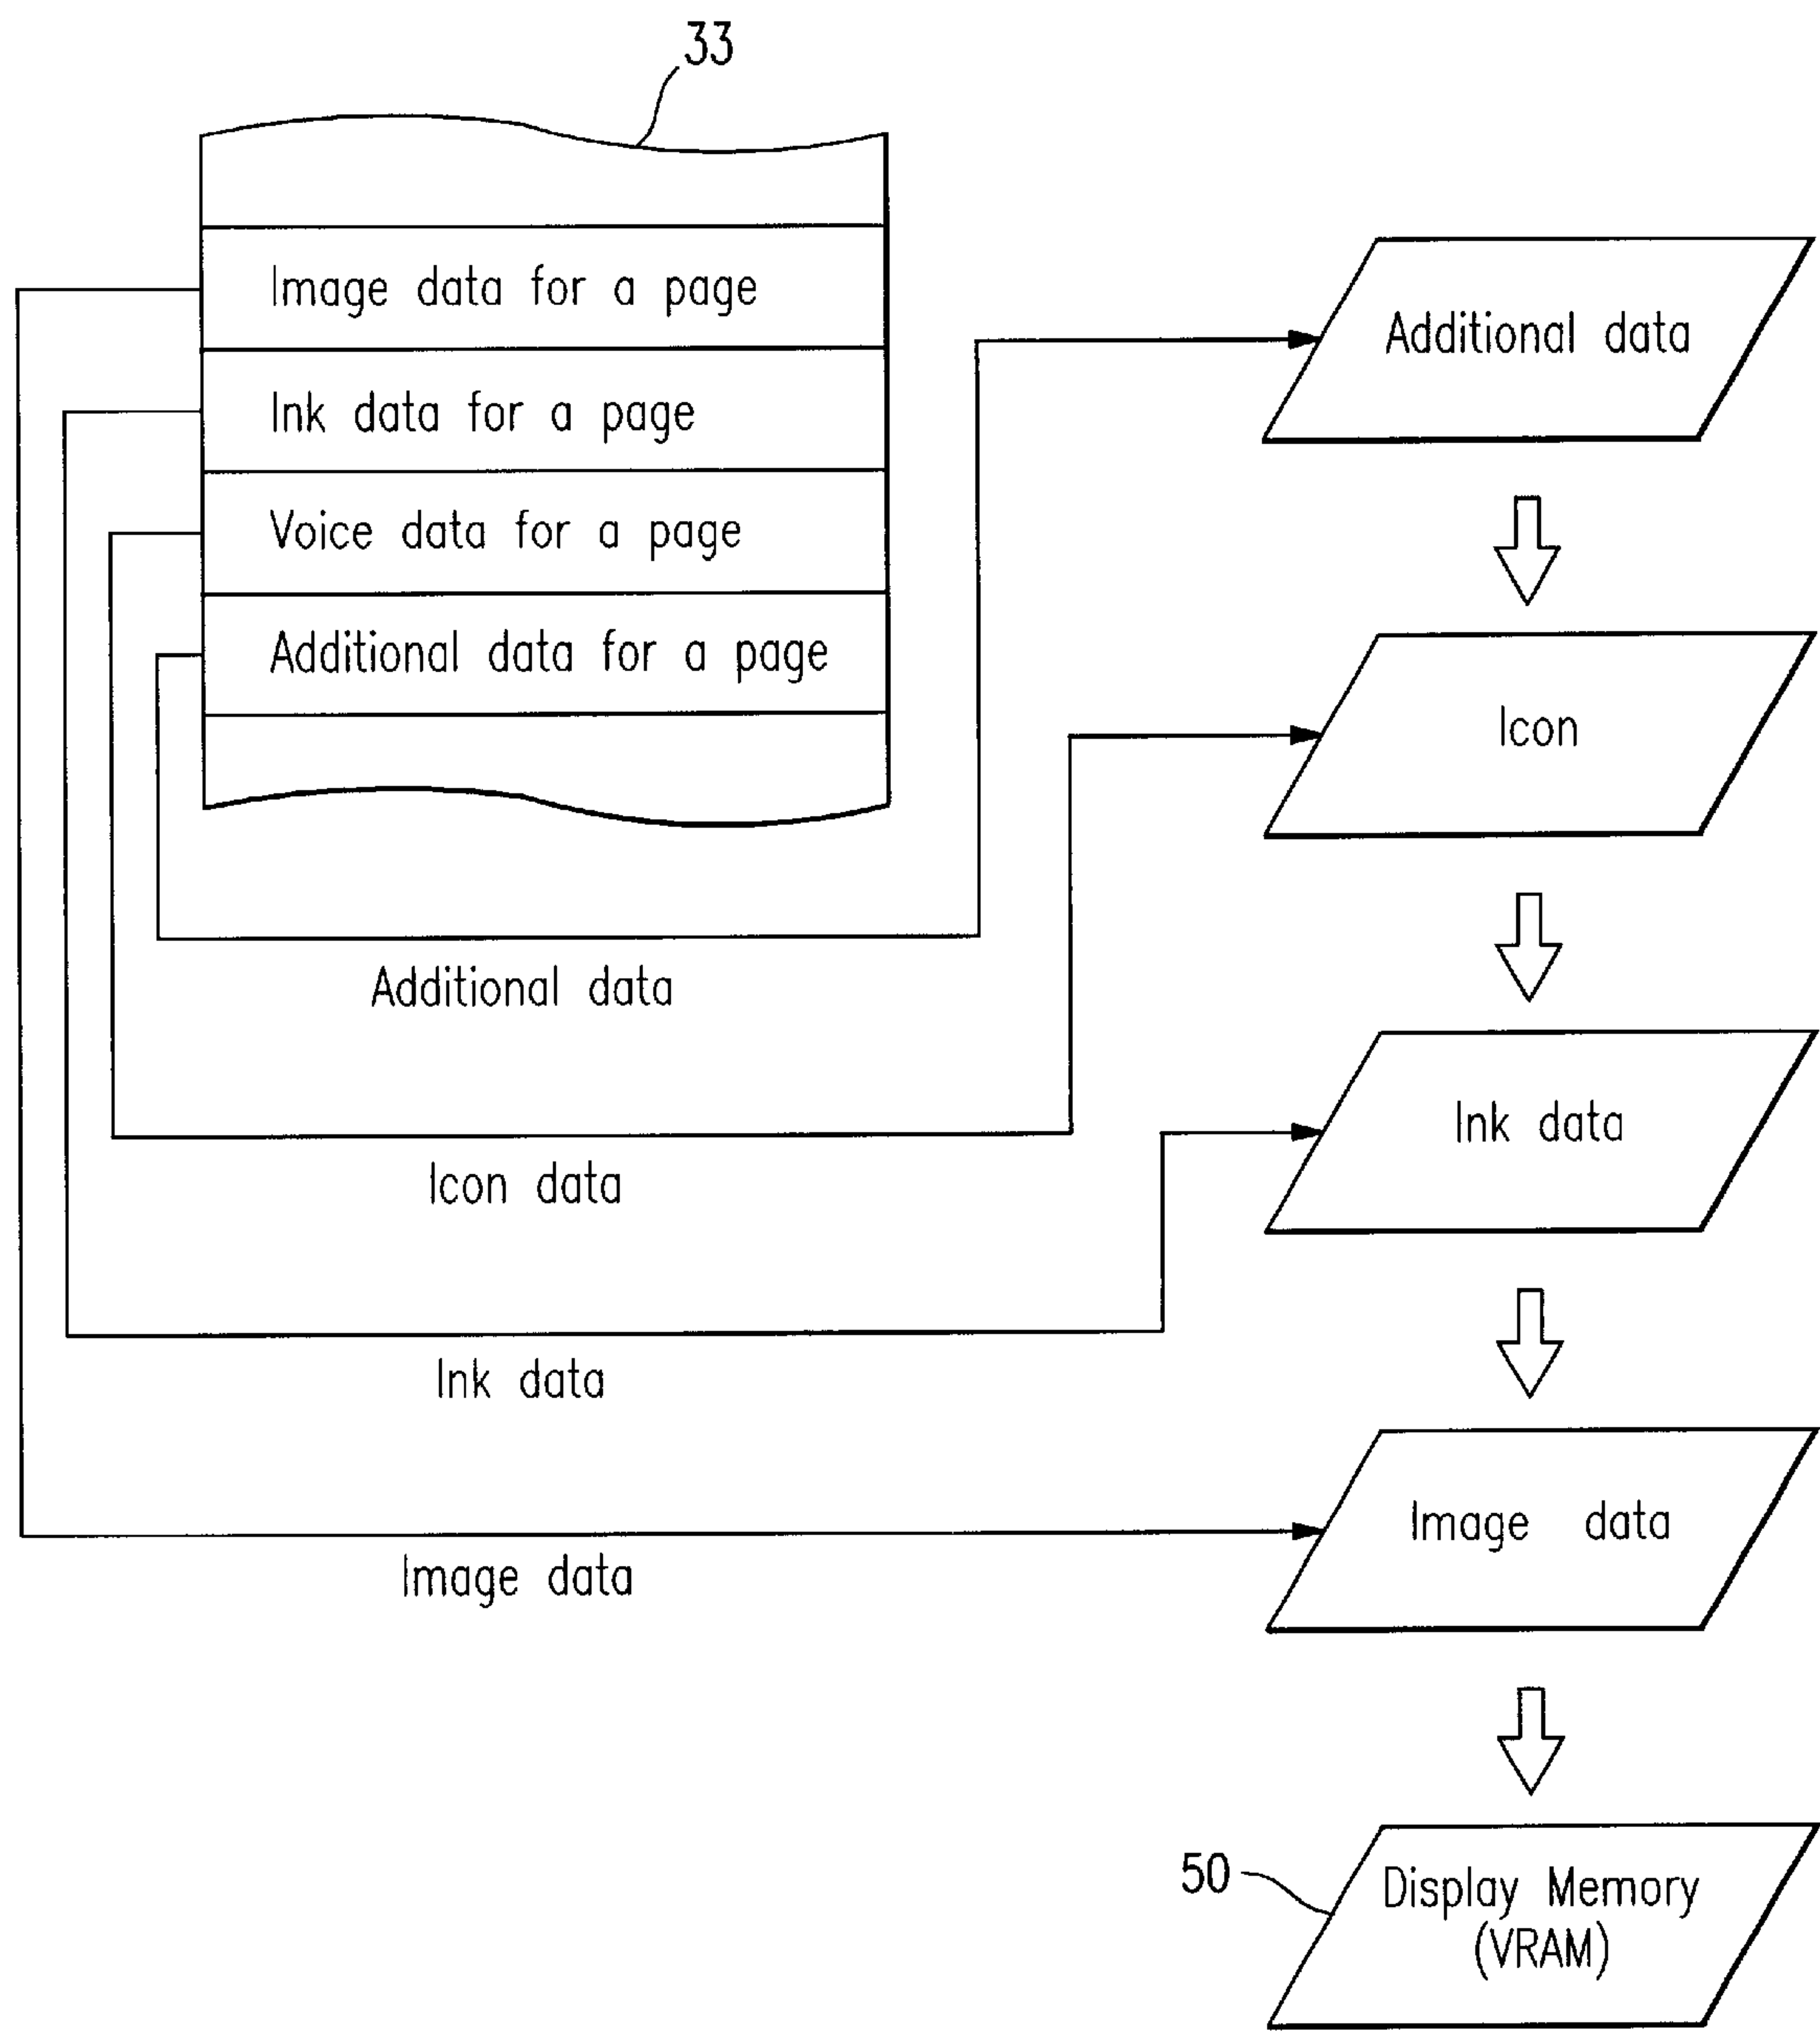 33
Image data for a page
Ink data for a page
Voice data for a page
Additional data for a page
Additional data
Icon data
Ink data
Image data
Additional data
Icon
Ink data
Image data
50
Display Memory
(VRAM)